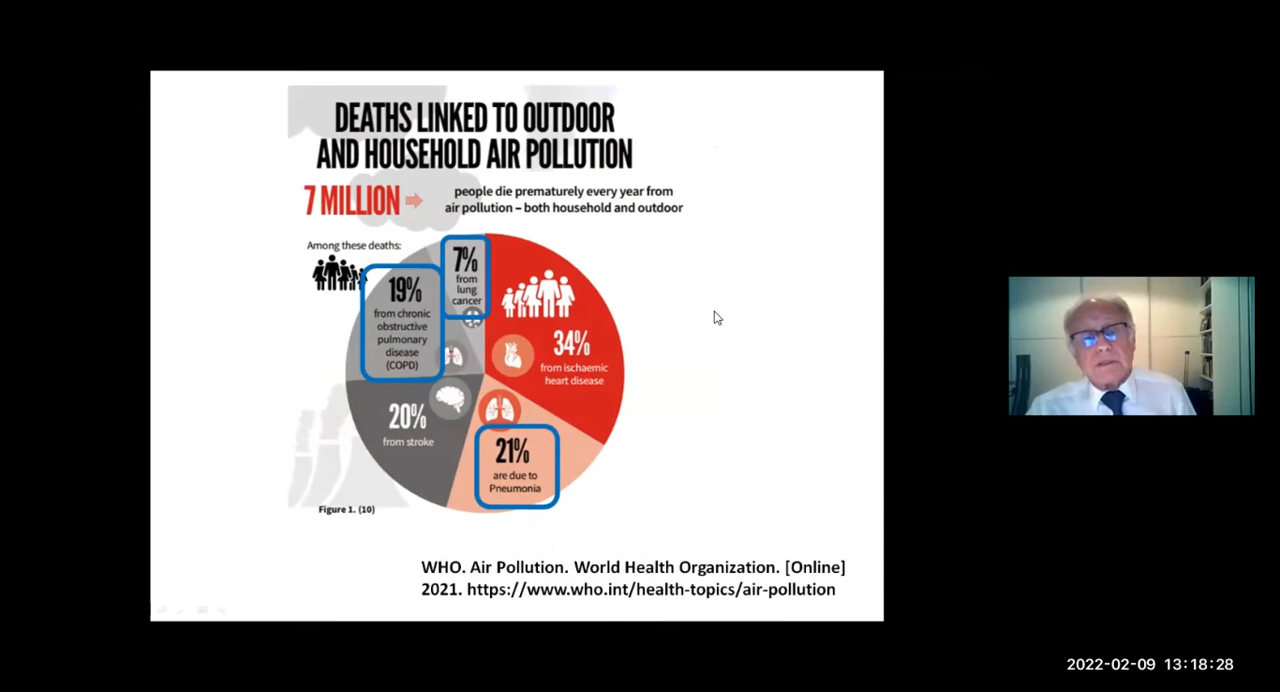 DEATHS LINKED TO OUTDOOR
AND HOUSEHOLD AIR POLLUTION
7 MILLION
people die prematurely every year from
air pollution – both household and outdoor
Among these deaths:
7%
from
lung
cancer
19%
from chronic
obstructive
pulmonary
disease
(COPD)
34%
from ischaemic
heart disease
20%
from stroke
21%
are due to
Pneumonia
Figure 1. (10)
WHO. Air Pollution. World Health Organization. [Online]
2021. https://www.who.int/health-topics/air-pollution
2022-02-09 13:18:28